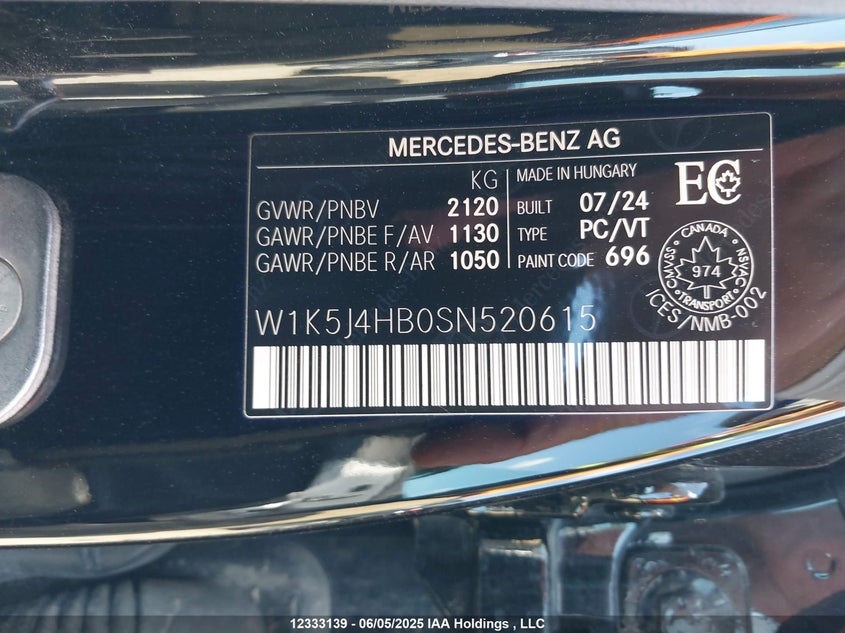 MERCEDES-BENZ AG
KG
GVWR/PNBV 2120
GAWR/PNBE F/AV 1130
GAWR/PNBE R/AR 1050
MADE IN HUNGARY
BUILT 07/24
TYPE PC/VT
PAINT CODE 696
EC
CANADA
CMVSS
NSVAC
974
TRANSPORT
ICES/NMB-002
W1K5J4HB0SN520615
12333139 - 06/05/2025 IAA Holdings , LLC